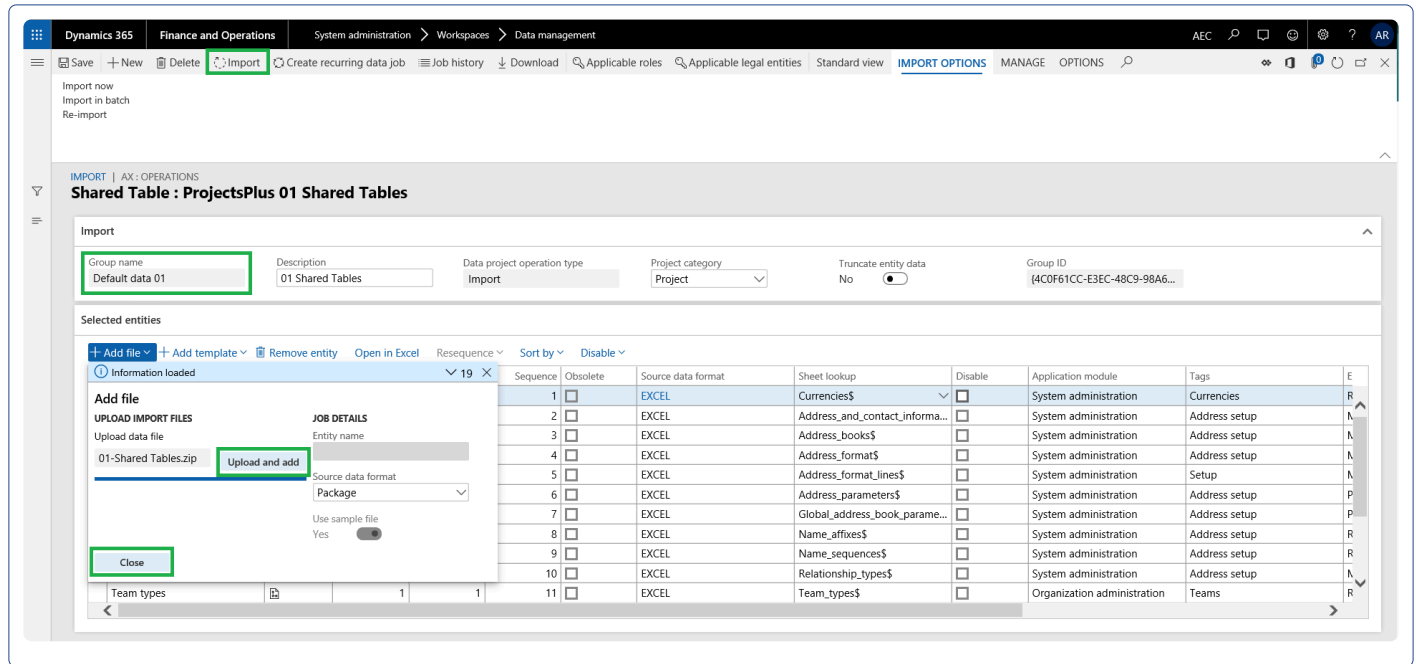 Dynamics 365 Finance and Operations System administration > Workspaces > Data management AEC ? AR
Save + New Delete Import Create recurring data job Job history Download Applicable roles Applicable legal entities Standard view IMPORT OPTIONS MANAGE OPTIONS 0
Import now
Import in batch
Re-import
IMPORT | AX : OPERATIONS
Shared Table : ProjectsPlus 01 Shared Tables
Import
Group name Description Data project operation type Project category Truncate entity data Group ID
Default data 01 01 Shared Tables Import Project No {4C0F61CC-E3EC-48C9-98A6...
Selected entities
+ Add file + Add template Remove entity Open in Excel Resequence Sort by Disable
Information loaded 19
Add file
UPLOAD IMPORT FILES
Upload data file
01-Shared Tables.zip Upload and add
JOB DETAILS
Entity name
Source data format
Package
Use sample file
Yes
Close
Sequence Obsolete Source data format Sheet lookup Disable Application module Tags E
1 EXCEL Currencies$ System administration Currencies R
2 EXCEL Address_and_contact_informa... System administration Address setup M
3 EXCEL Address_books$ System administration Address setup M
4 EXCEL Address_format$ System administration Address setup M
5 EXCEL Address_format_lines$ System administration Setup M
6 EXCEL Address_parameters$ System administration Address setup P
7 EXCEL Global_address_book_parame... System administration Address setup P
8 EXCEL Name_affixes$ System administration Address setup R
9 EXCEL Name_sequences$ System administration Address setup R
10 EXCEL Relationship_types$ System administration Address setup M
Team types 1 1 11 EXCEL Team_types$ Organization administration Teams R